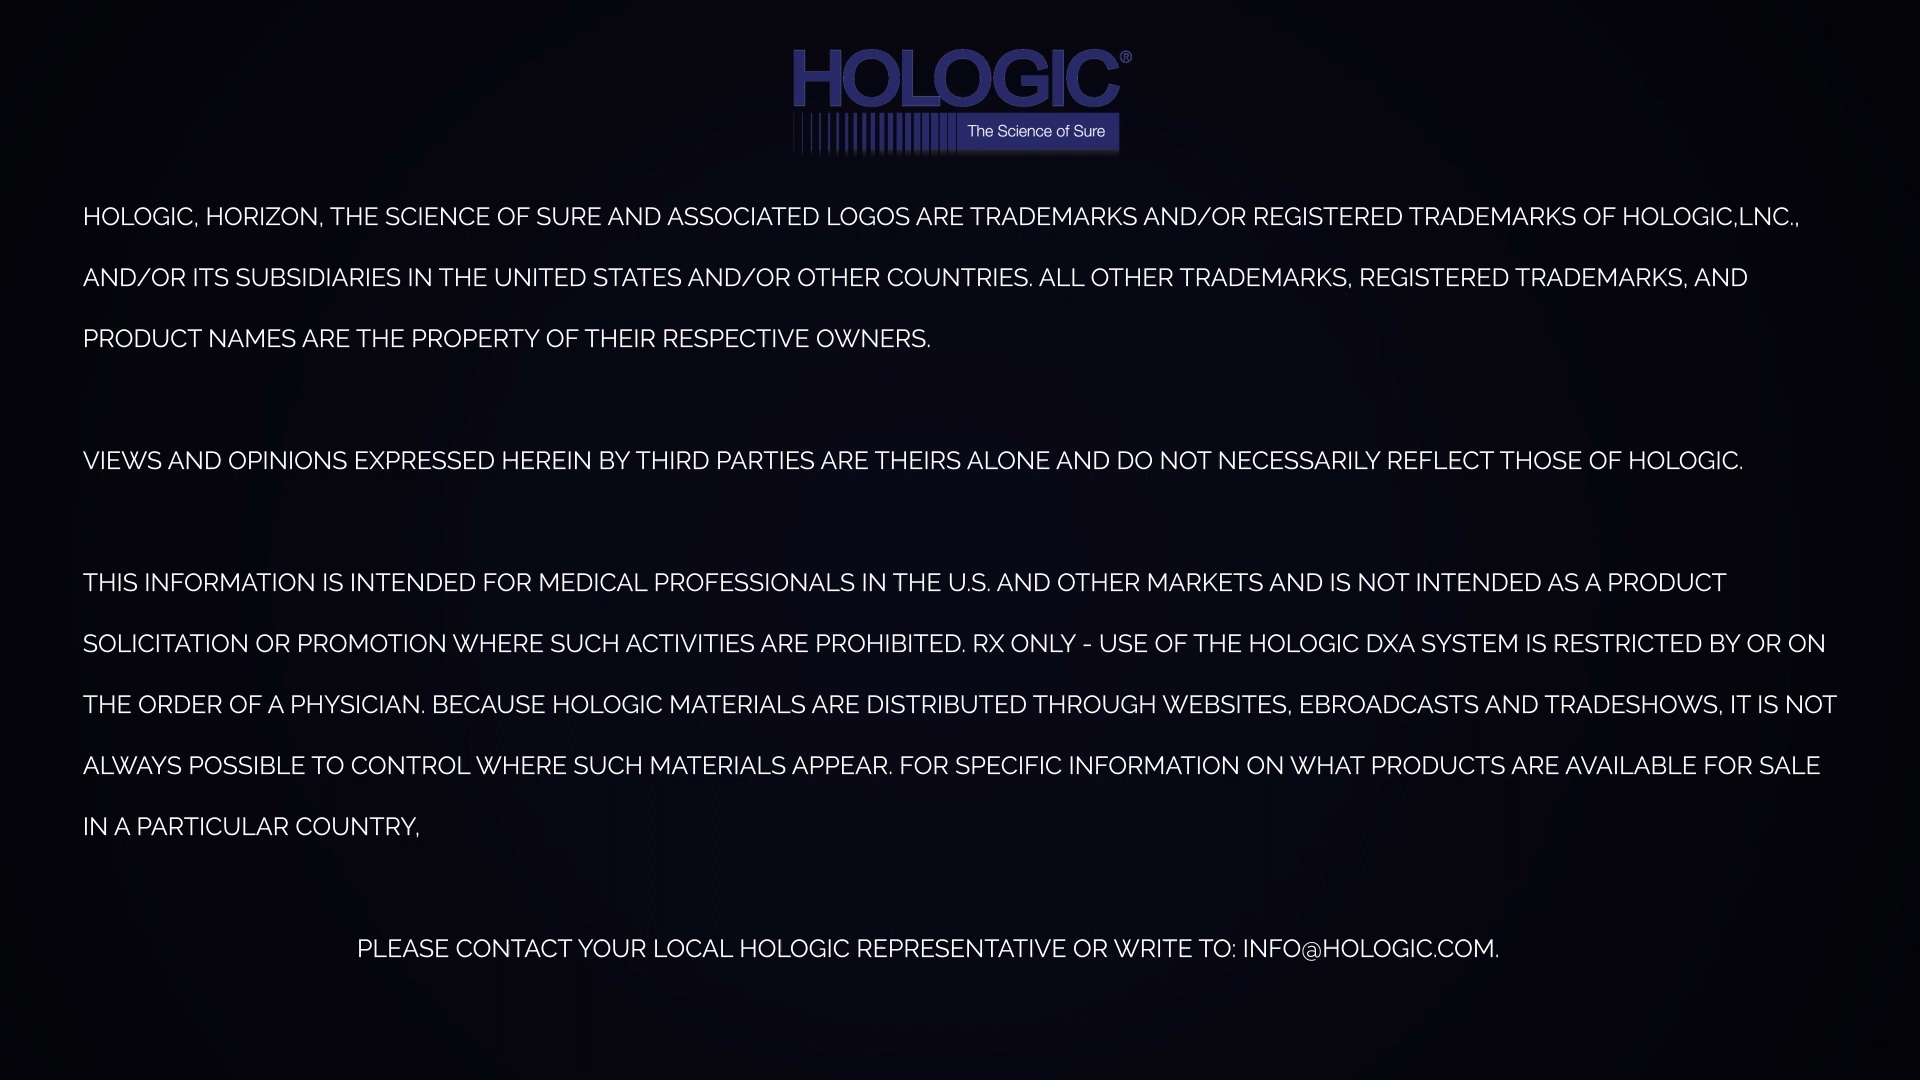 HOLOGIC®
The Science of Sure
HOLOGIC, HORIZON, THE SCIENCE OF SURE AND ASSOCIATED LOGOS ARE TRADEMARKS AND/OR REGISTERED TRADEMARKS OF HOLOGIC,LNC.,
AND/OR ITS SUBSIDIARIES IN THE UNITED STATES AND/OR OTHER COUNTRIES. ALL OTHER TRADEMARKS, REGISTERED TRADEMARKS, AND
PRODUCT NAMES ARE THE PROPERTY OF THEIR RESPECTIVE OWNERS.
VIEWS AND OPINIONS EXPRESSED HEREIN BY THIRD PARTIES ARE THEIRS ALONE AND DO NOT NECESSARILY REFLECT THOSE OF HOLOGIC.
THIS INFORMATION IS INTENDED FOR MEDICAL PROFESSIONALS IN THE U.S. AND OTHER MARKETS AND IS NOT INTENDED AS A PRODUCT
SOLICITATION OR PROMOTION WHERE SUCH ACTIVITIES ARE PROHIBITED. RX ONLY - USE OF THE HOLOGIC DXA SYSTEM IS RESTRICTED BY OR ON
THE ORDER OF A PHYSICIAN. BECAUSE HOLOGIC MATERIALS ARE DISTRIBUTED THROUGH WEBSITES, EBROADCASTS AND TRADESHOWS, IT IS NOT
ALWAYS POSSIBLE TO CONTROL WHERE SUCH MATERIALS APPEAR. FOR SPECIFIC INFORMATION ON WHAT PRODUCTS ARE AVAILABLE FOR SALE
IN A PARTICULAR COUNTRY,
PLEASE CONTACT YOUR LOCAL HOLOGIC REPRESENTATIVE OR WRITE TO: INFO@HOLOGIC.COM.